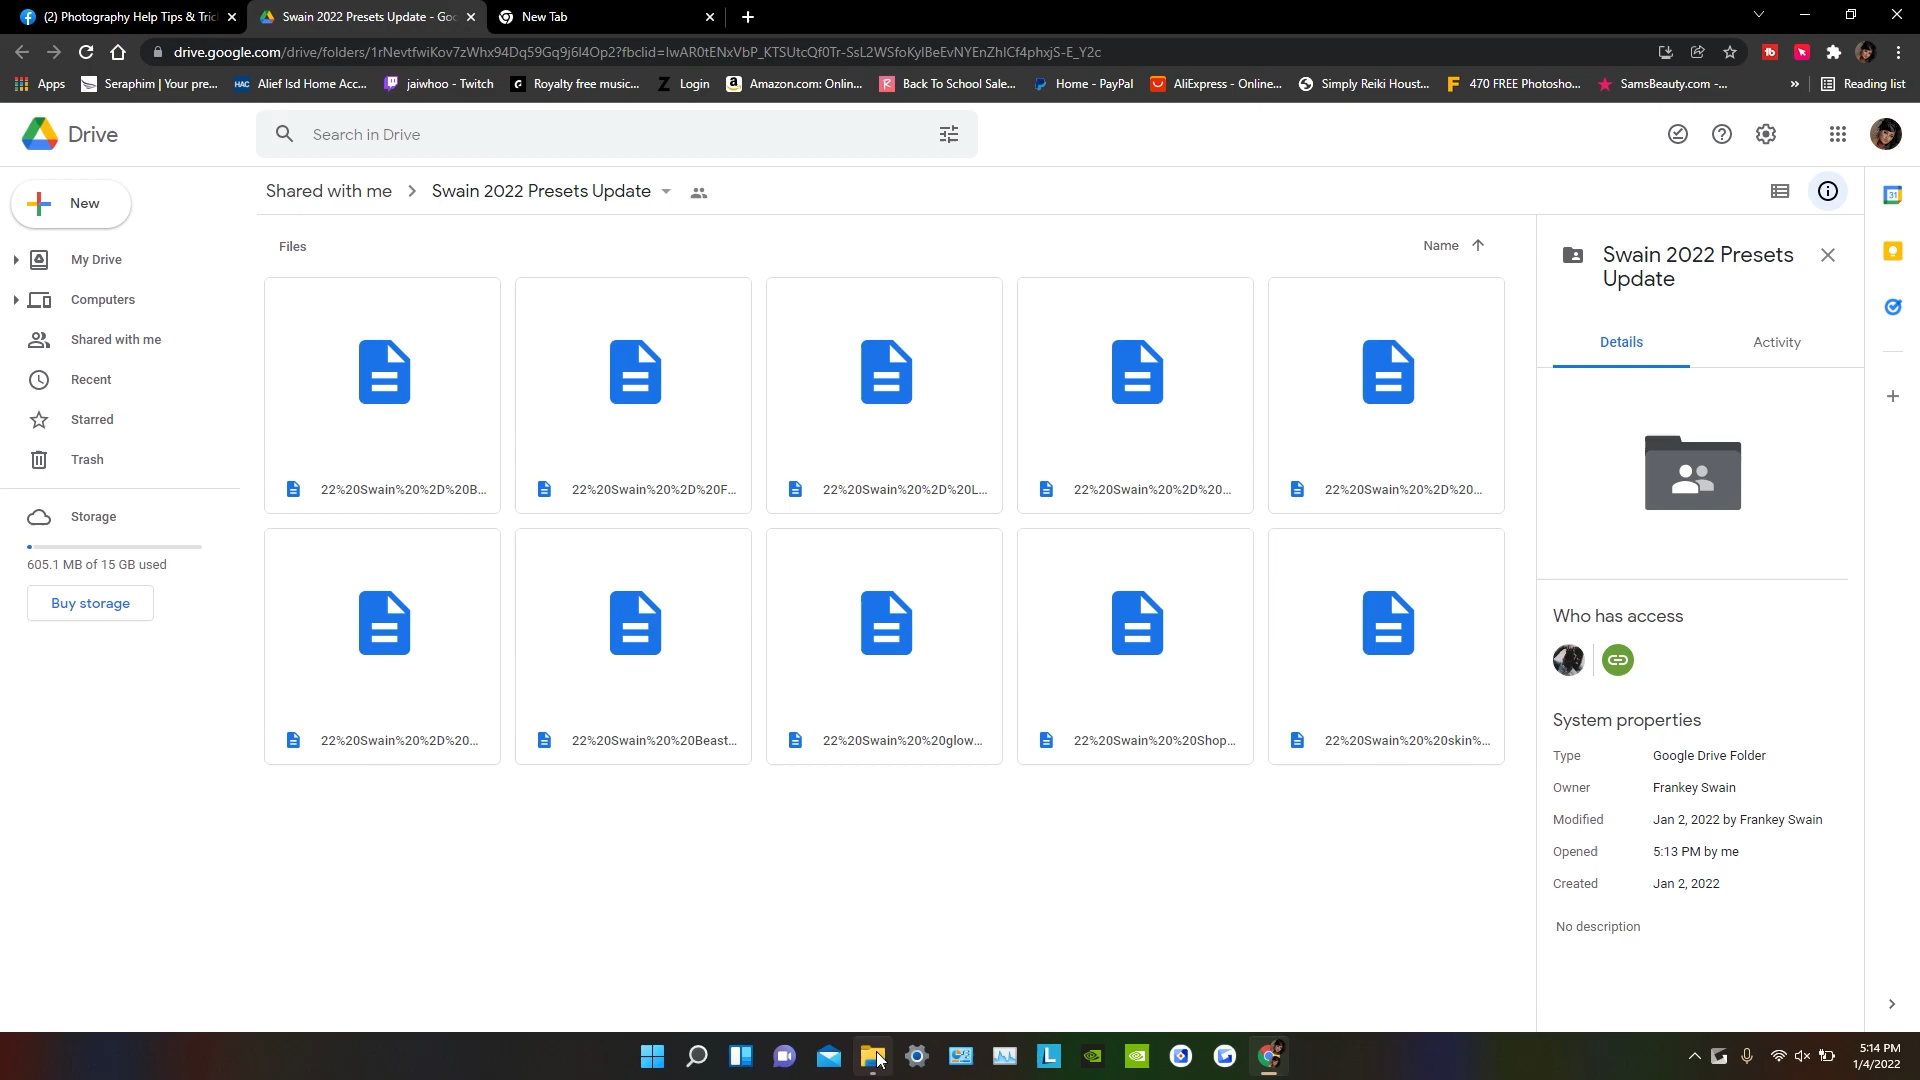 (2) Photography Help Tips & Tric
Swain 2022 Presets Update - Goo
New Tab
drive.google.com/drive/folders/1rNevtfwiKov7zWhx94Dq59Gq9j6I4Op2?fbclid=IwAR0tENxVbP_KTSUtcQf0Tr-SsL2WSfoKyIBeEvNYEnZhlCf4phxjS-E_Y2c
Apps
Seraphim | Your pre...
HAC
Alief Isd Home Acc...
jaiwhoo - Twitch
Royalty free music...
Login
Amazon.com: Onlin...
Back To School Sale...
Home - PayPal
AliExpress - Online...
Simply Reiki Houst...
470 FREE Photosho...
SamsBeauty.com -...
»
Reading list
Drive
Search in Drive
Shared with me > Swain 2022 Presets Update
New
My Drive
Computers
Shared with me
Recent
Starred
Trash
Storage
605.1 MB of 15 GB used
Buy storage
Files
Name
22%20Swain%20%2D%20B...
22%20Swain%20%2D%20F...
22%20Swain%20%2D%20L...
22%20Swain%20%2D%20...
22%20Swain%20%2D%20...
22%20Swain%20%2D%20...
22%20Swain%20%20Beast...
22%20Swain%20%20glow...
22%20Swain%20%20Shop...
22%20Swain%20%20skin%...
Swain 2022 Presets
Update
Details
Activity
Who has access
System properties
Type Google Drive Folder
Owner Frankey Swain
Modified Jan 2, 2022 by Frankey Swain
Opened 5:13 PM by me
Created Jan 2, 2022
No description
31
5:14 PM
1/4/2022